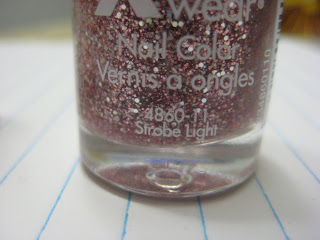 wear
Nail Color
Vernis a ongles
4860-11
Strobe Light